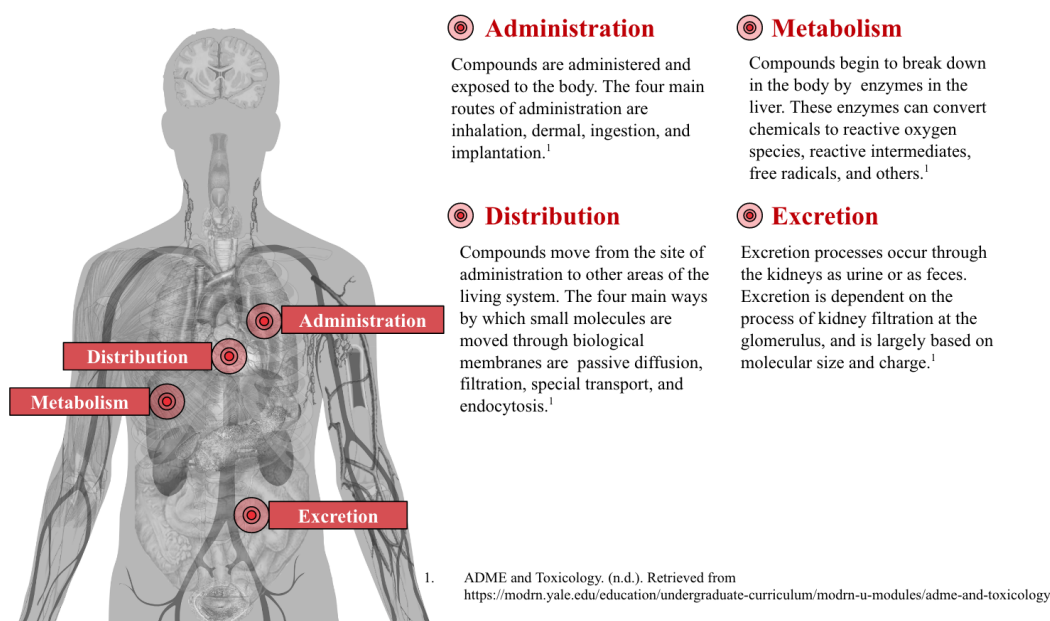 Administration
Compounds are administered and
exposed to the body. The four main
routes of administration are
inhalation, dermal, ingestion, and
implantation.1
Metabolism
Compounds begin to break down
in the body by  enzymes in the
liver. These enzymes can convert
chemicals to reactive oxygen
species, reactive intermediates,
free radicals, and others.1
Distribution
Compounds move from the site of
administration to other areas of the
living system. The four main ways
by which small molecules are
moved through biological
membranes are  passive diffusion,
filtration, special transport, and
endocytosis.1
Excretion
Excretion processes occur through
the kidneys as urine or as feces.
Excretion is dependent on the
process of kidney filtration at the
glomerulus, and is largely based on
molecular size and charge.1
Administration
Distribution
Metabolism
Excretion
1. ADME and Toxicology. (n.d.). Retrieved from
https://modrn.yale.edu/education/undergraduate-curriculum/modrn-u-modules/adme-and-toxicology